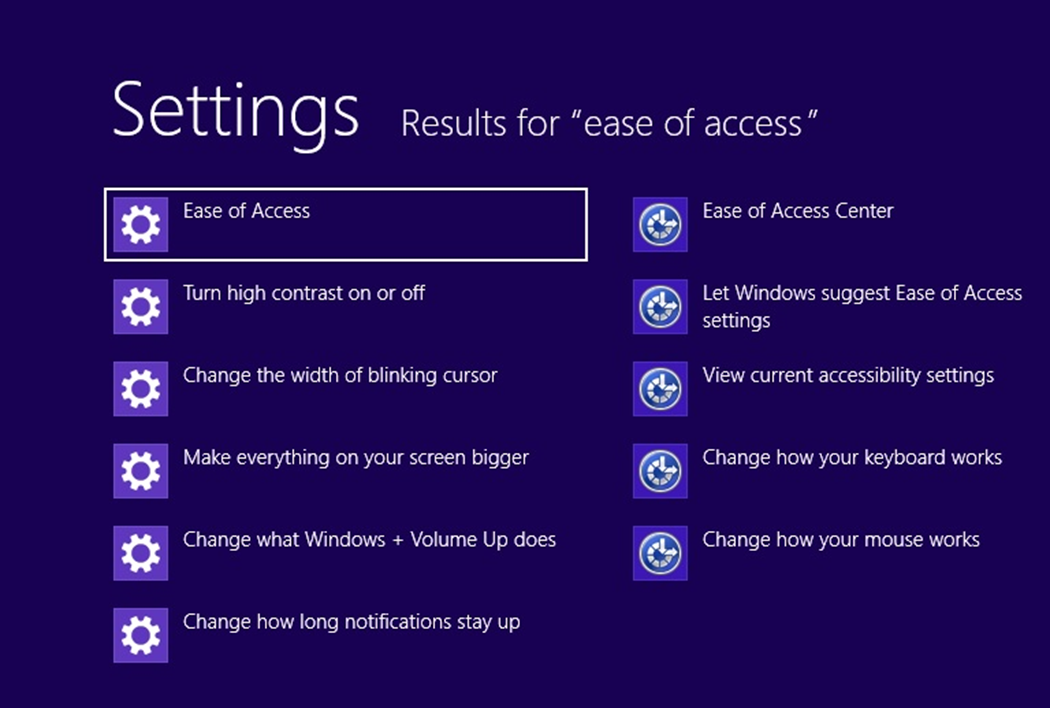 Settings Results for “ease of access”
Ease of Access
Turn high contrast on or off
Change the width of blinking cursor
Make everything on your screen bigger
Change what Windows + Volume Up does
Change how long notifications stay up
Ease of Access Center
Let Windows suggest Ease of Access
settings
View current accessibility settings
Change how your keyboard works
Change how your mouse works